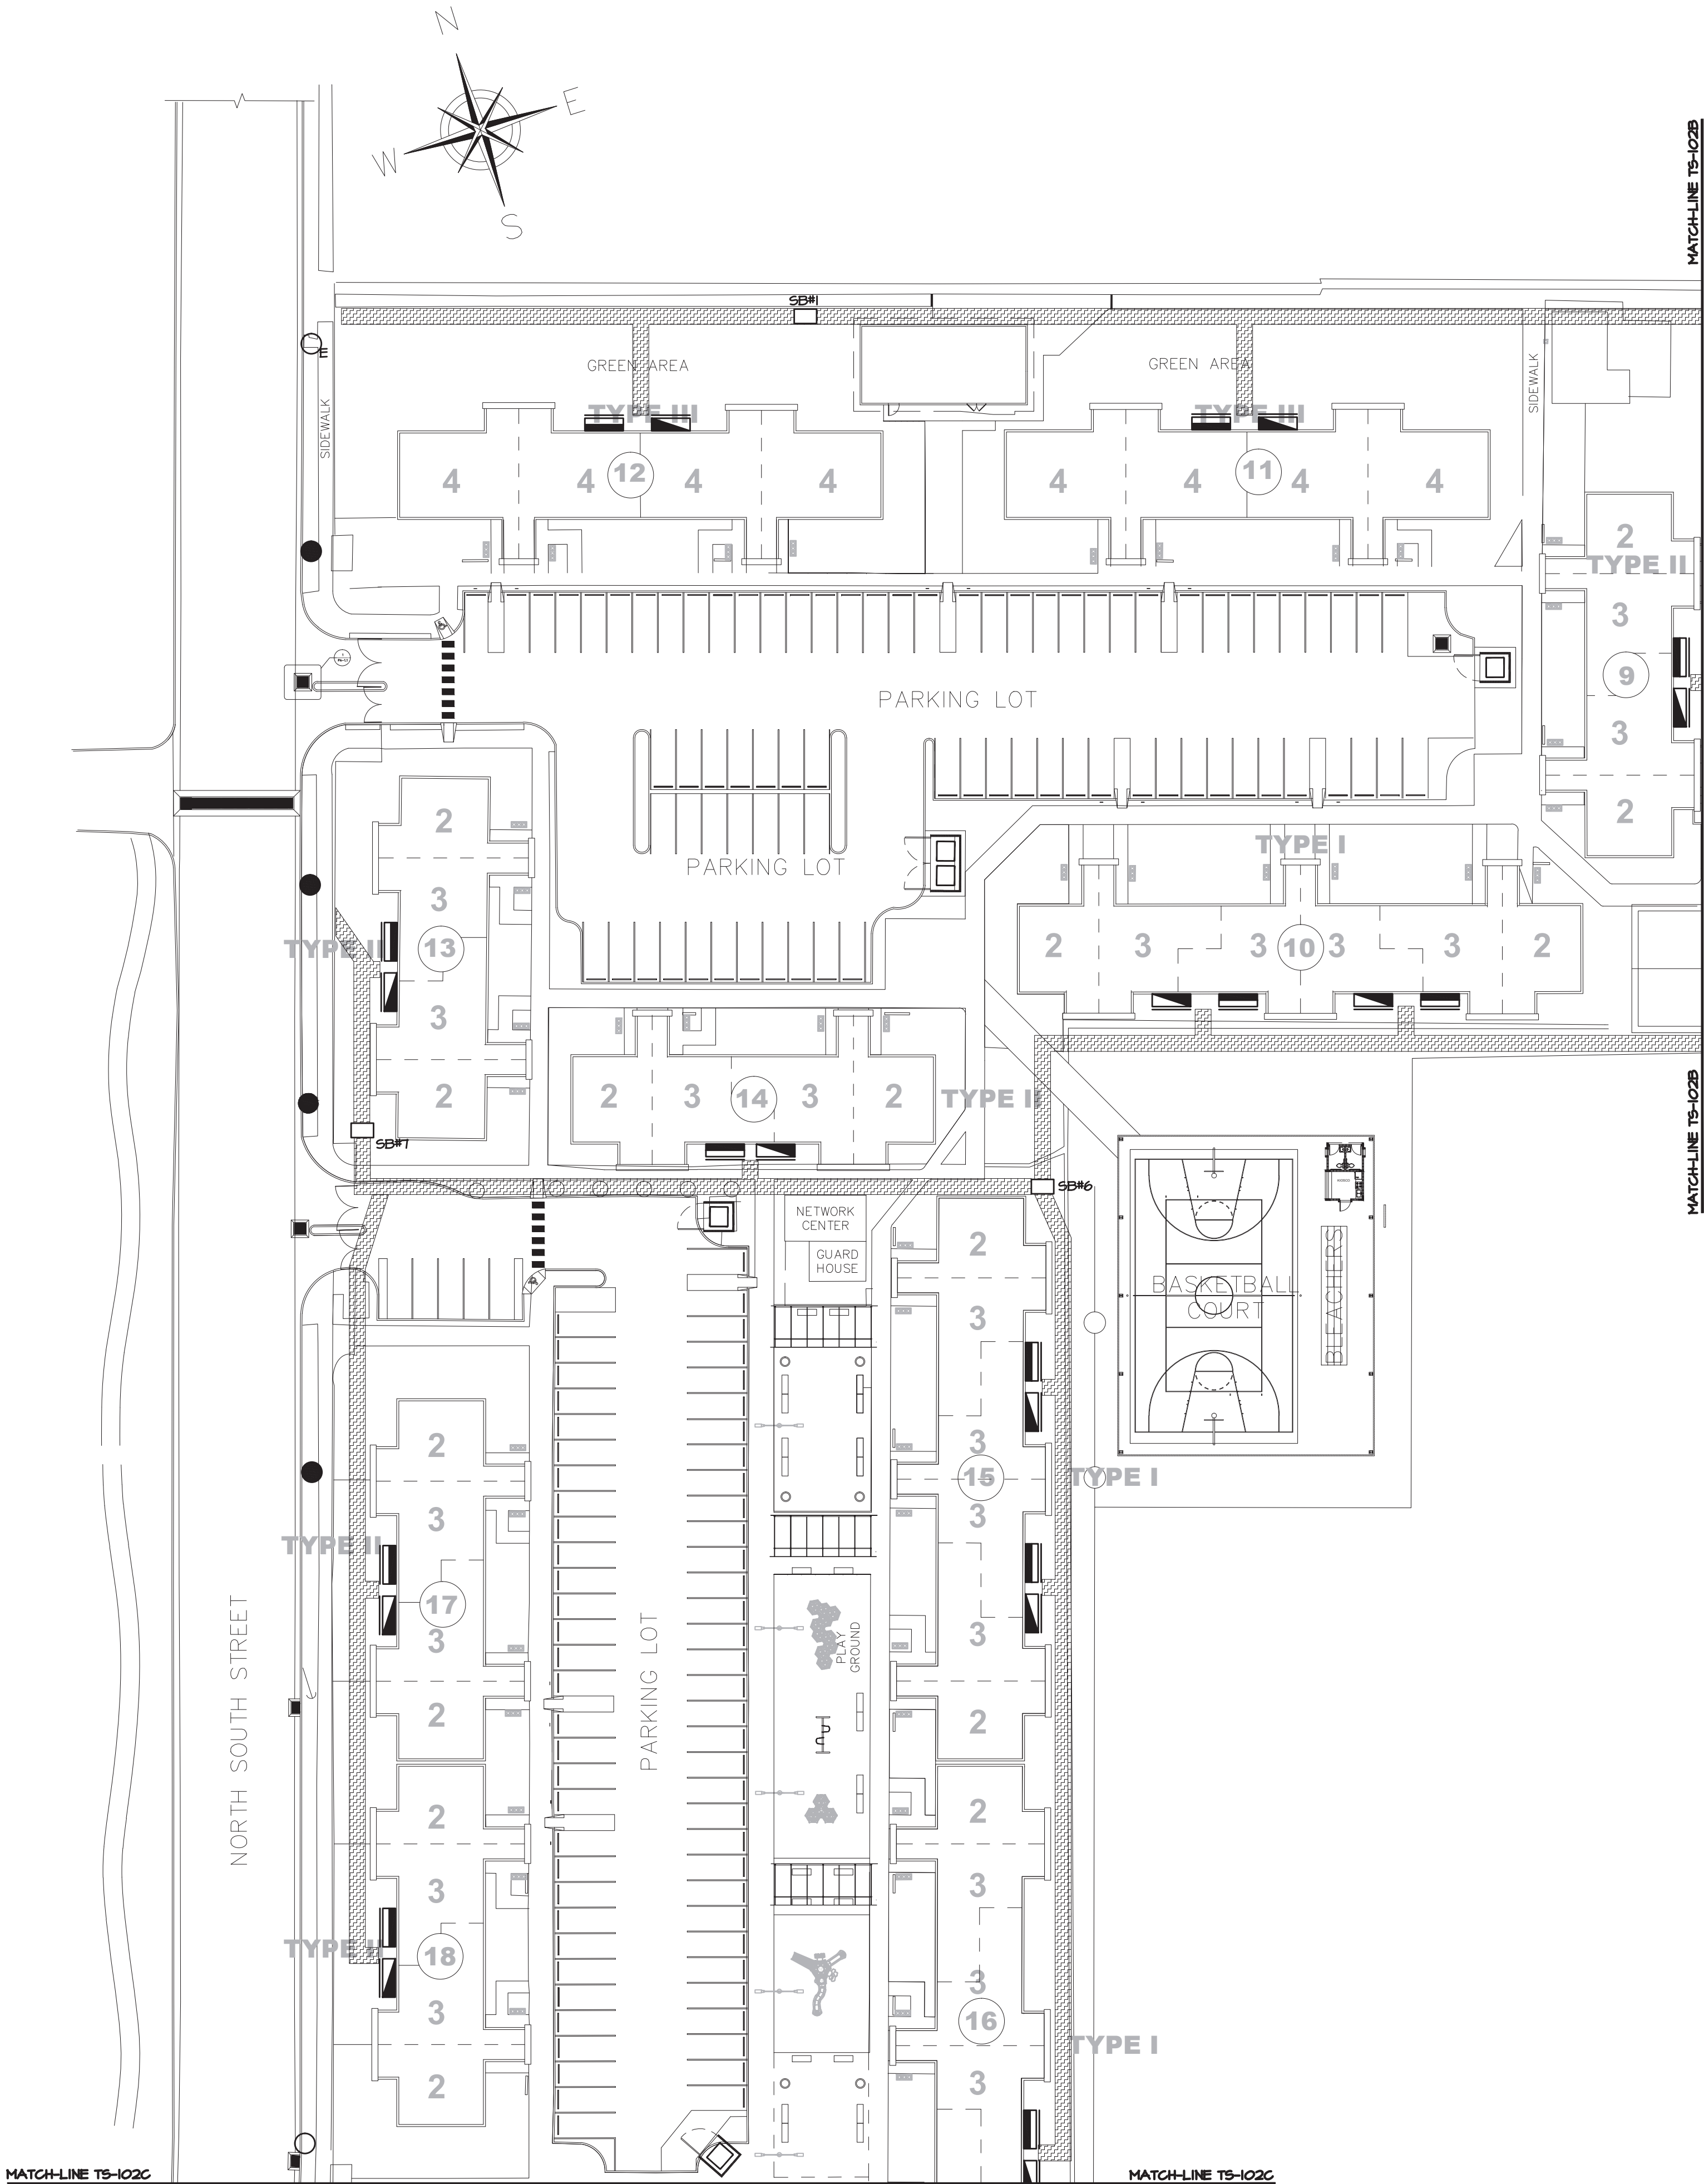 N
E
W
S
MATCH-LINE TS-102B
SB#1
E
GREEN AREA
GREEN AREA
SIDEWALK
SIDEWALK
TYPE III
TYPE III
4 4 12 4 4
4 4 11 4 4
2
TYPE II
3
9
3
2
PARKING LOT
PARKING LOT
TYPE I
2 3 3 10 3 3 2
2
3
TYPE II
13
3
2
2 3 14 3 2
TYPE II
MATCH-LINE TS-102B
SB#7
SB#6
NETWORK
CENTER
GUARD
HOUSE
KIOSCO
BASKETBALL
COURT
BLEACHERS
2
3
3
15
TYPE I
3
3
2
2
3
TYPE II
17
3
2
NORTH SOUTH STREET
PARKING LOT
PLAY
GROUND
2
3
TYPE II
18
3
2
2
3
3
16
TYPE I
3
MATCH-LINE TS-102C
MATCH-LINE TS-102C